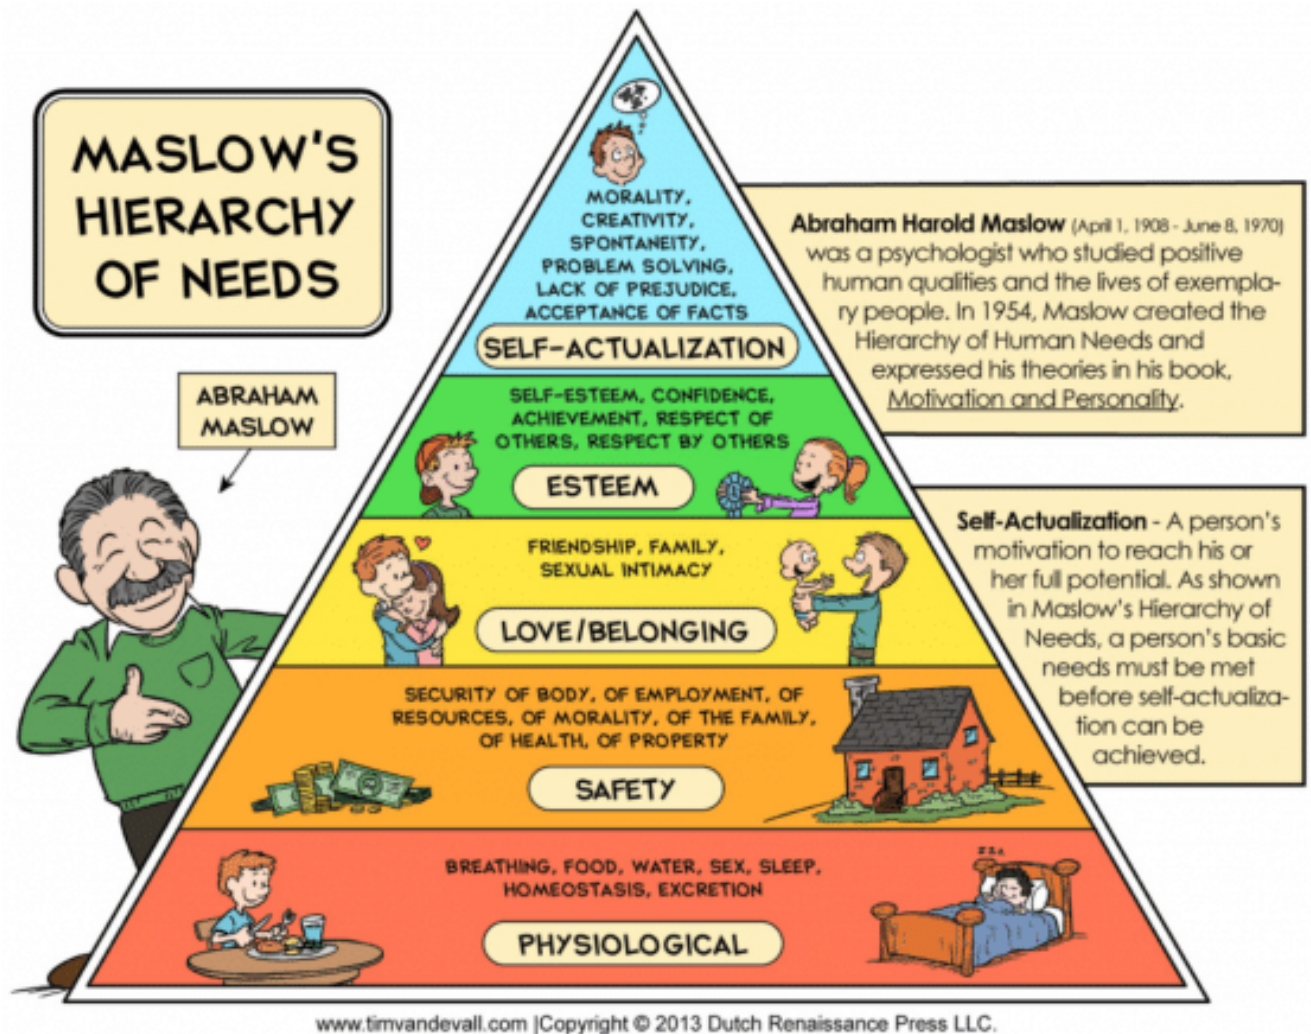 MASLOW'S
HIERARCHY
OF NEEDS
ABRAHAM
MASLOW
MORALITY,
CREATIVITY,
SPONTANEITY,
PROBLEM SOLVING,
LACK OF PREJUDICE,
ACCEPTANCE OF FACTS
SELF-ACTUALIZATION
SELF-ESTEEM, CONFIDENCE,
ACHIEVEMENT, RESPECT OF
OTHERS, RESPECT BY OTHERS
ESTEEM
FRIENDSHIP, FAMILY,
SEXUAL INTIMACY
LOVE/BELONGING
SECURITY OF BODY, OF EMPLOYMENT, OF
RESOURCES, OF MORALITY, OF THE FAMILY,
OF HEALTH, OF PROPERTY
SAFETY
BREATHING, FOOD, WATER, SEX, SLEEP,
HOMEOSTASIS, EXCRETION
PHYSIOLOGICAL
zzz
Abraham Harold Maslow (April 1, 1908 - June 8, 1970)
was a psychologist who studied positive
human qualities and the lives of exempla-
ry people. In 1954, Maslow created the
Hierarchy of Human Needs and
expressed his theories in his book,
Motivation and Personality.
Self-Actualization - A person's
motivation to reach his or
her full potential. As shown
in Maslow's Hierarchy of
Needs, a person's basic
needs must be met
before self-actualiza-
tion can be
achieved.
www.timvandevall.com |Copyright © 2013 Dutch Renaissance Press LLC.